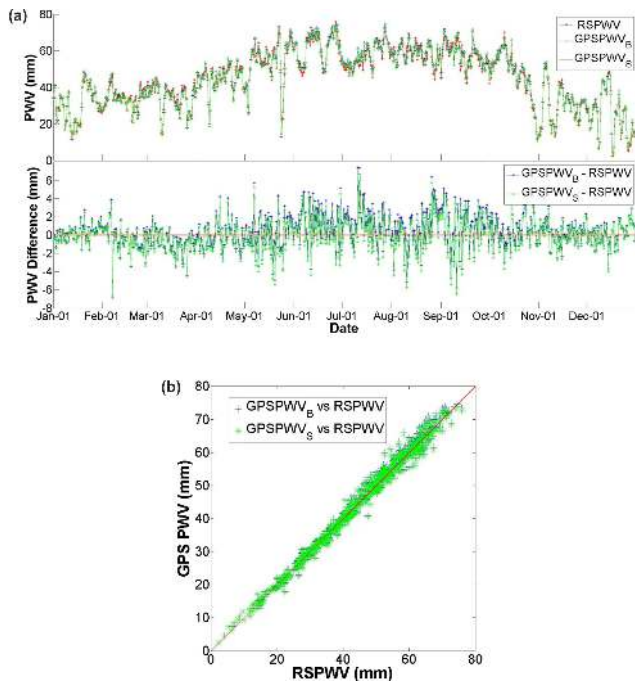 (a)
80
60
40
20
0
PWV (mm)
RSPWV
GPSPWV_B
GPSPWV_S
6
4
2
0
-2
-4
-6
-8
PWV Difference (mm)
GPSPWV_B - RSPWV
GPSPWV_S - RSPWV
Jan-01 Feb-01 Mar-01 Apr-01 May-01 Jun-01 Jul-01 Aug-01 Sep-01 Oct-01 Nov-01 Dec-01
Date
(b)
80
70
60
50
40
30
20
10
0
GPS PWV (mm)
GPSPWV_B vs RSPWV
GPSPWV_S vs RSPWV
0 20 40 60 80
RSPWV (mm)